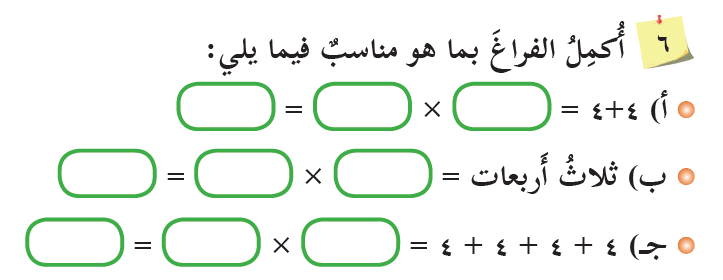 ٦ أُكمِلُ الفراغَ بما هو مناسبٌ فيما يلي:
أ) ٤+٤ = × =
ب) ثلاثُ أَربعات = × =
جـ) ٤ + ٤ + ٤ + ٤ = × =